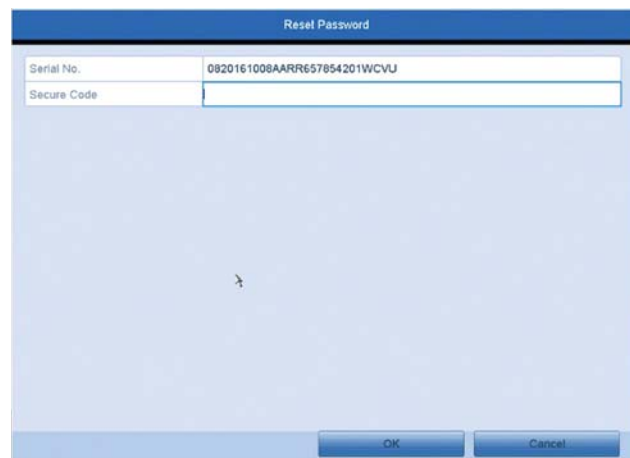 Reset Password
Serial No. 0820161008AARR657854201WCVU
Secure Code
OK Cancel